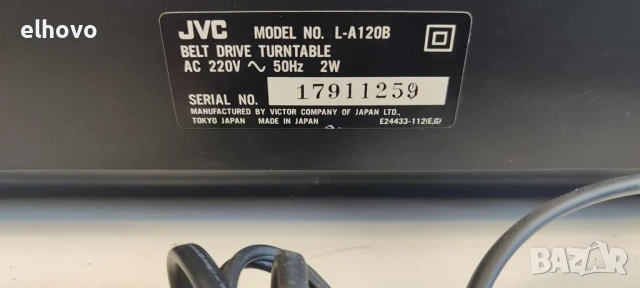 elhovo
JVC MODEL NO. L-A120B
BELT DRIVE TURNTABLE
AC 220V ~ 50Hz 2W
SERIAL NO. 17911259
MANUFACTURED BY VICTOR COMPANY OF JAPAN LTD.,
TOKYO JAPAN MADE IN JAPAN E24433-112(E,G)
BAZAR